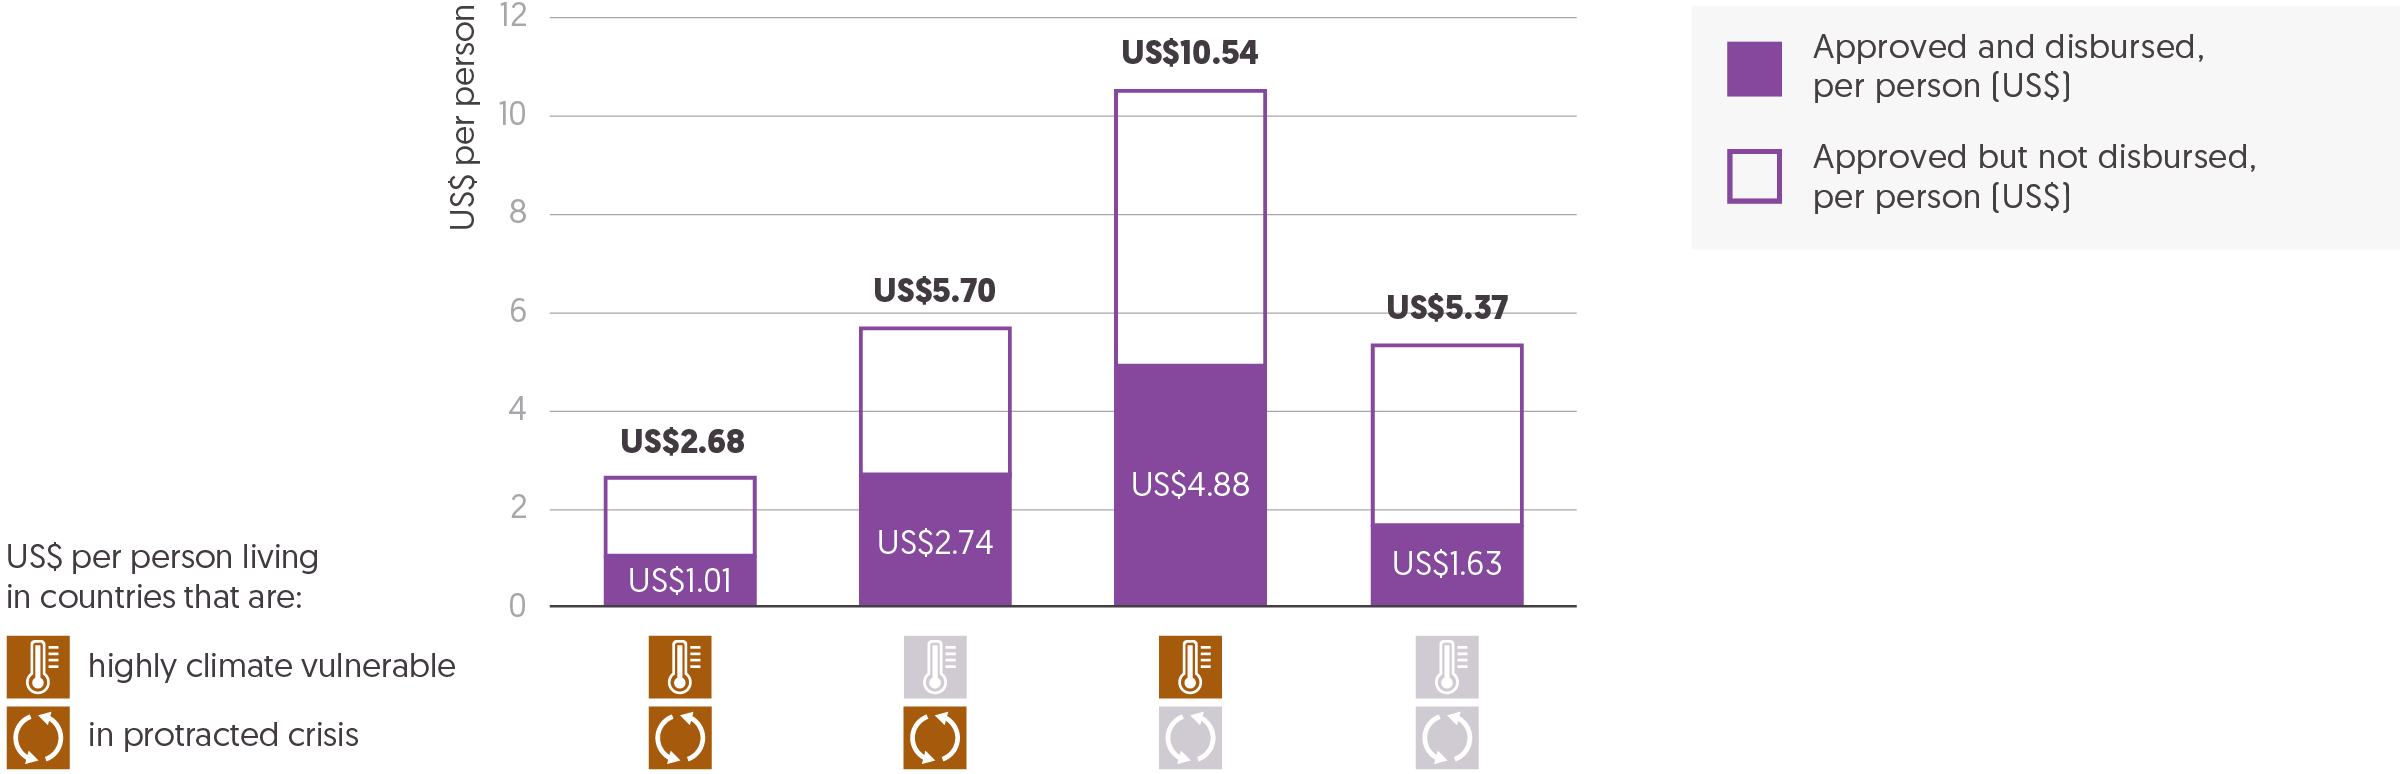 US$ per person
12
10
8
6
4
2
0
US$10.54
US$5.70
US$5.37
US$2.68
US$4.88
US$2.74
US$1.63
US$1.01
Approved and disbursed,
per person (US$)
Approved but not disbursed,
per person (US$)
US$ per person living
in countries that are:
highly climate vulnerable
in protracted crisis